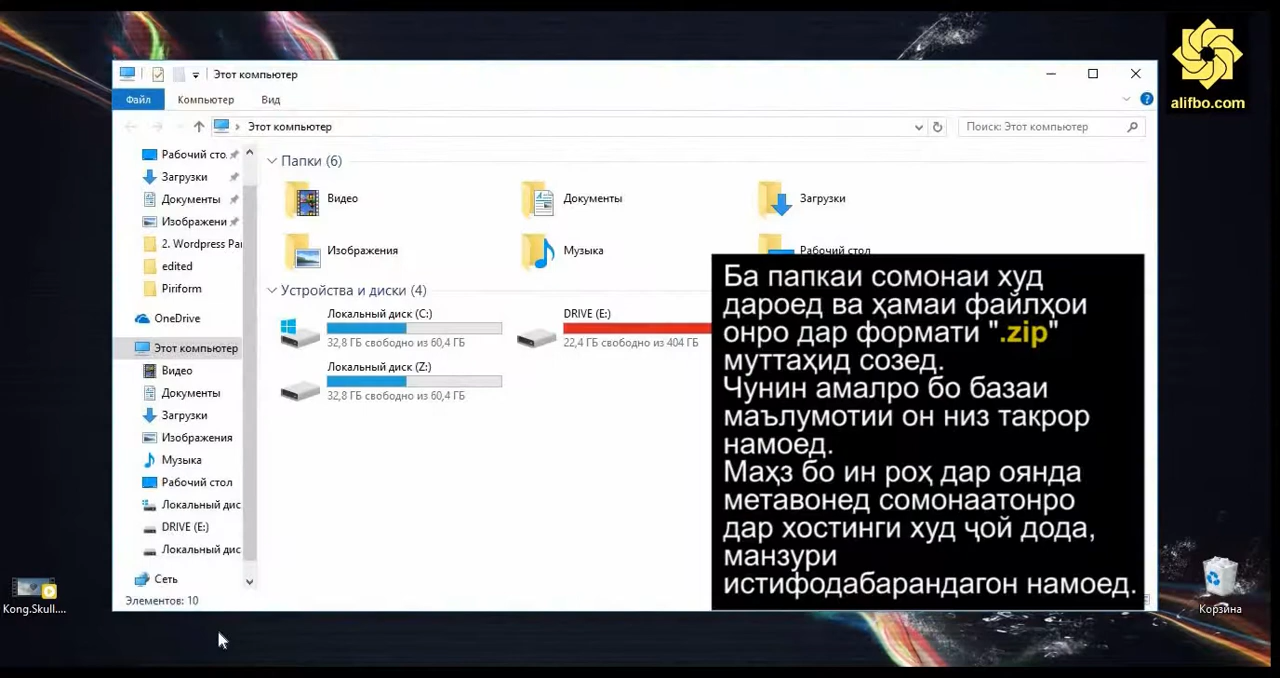 Этот компьютер
alifbo.com
Файл
Компьютер
Вид
Этот компьютер
Поиск: Этот компьютер
Рабочий сто.
Загрузки
Документы
Изображени
2. Wordpress Par
edited
Piriform
OneDrive
Этот компьютер
Видео
Документы
Загрузки
Изображения
Музыка
Рабочий стол
Локальный дис
DRIVE (E:)
Локальный дис
Сеть
Папки (6)
Видео
Документы
Загрузки
Изображения
Музыка
Рабочий стол
Устройства и диски (4)
Локальный диск (C:)
32,8 ГБ свободно из 60,4 ГБ
DRIVE (E:)
22,4 ГБ свободно из 404 ГБ
Локальный диск (Z:)
32,8 ГБ свободно из 60,4 ГБ
Ба папкаи сомонаи худ
дароед ва ҳамаи файлҳои
онро дар формати ".zip"
муттаҳид созед.
Чунин амалро бо базаи
маълумотии он низ такрор
намоед.
Маҳз бо ин роҳ дар оянда
метавонед сомонаатонро
дар хостинги худ ҷой дода,
манзури
истифодабарандагон намоед.
Элементов: 10
Kong.Skull....
Корзина